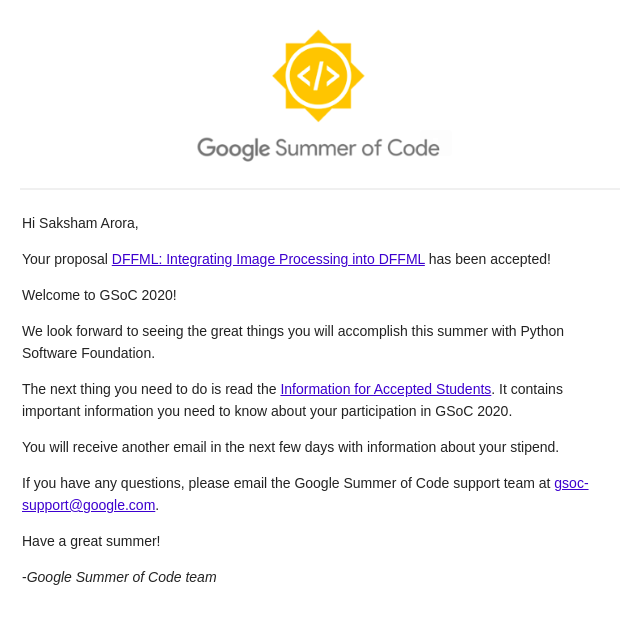 </>
Google Summer of Code
Hi Saksham Arora,
Your proposal DFFML: Integrating Image Processing into DFFML has been accepted!
Welcome to GSoC 2020!
We look forward to seeing the great things you will accomplish this summer with Python
Software Foundation.
The next thing you need to do is read the Information for Accepted Students. It contains
important information you need to know about your participation in GSoC 2020.
You will receive another email in the next few days with information about your stipend.
If you have any questions, please email the Google Summer of Code support team at gsoc-
support@google.com.
Have a great summer!
-Google Summer of Code team